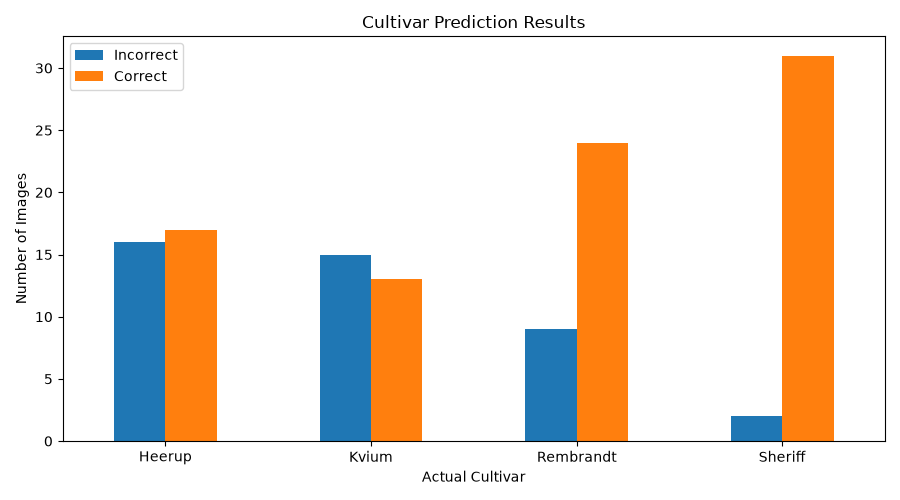 Cultivar Prediction Results
Incorrect
Correct
Number of Images
30
25
20
15
10
5
0
Heerup Kvium Rembrandt Sheriff
Actual Cultivar